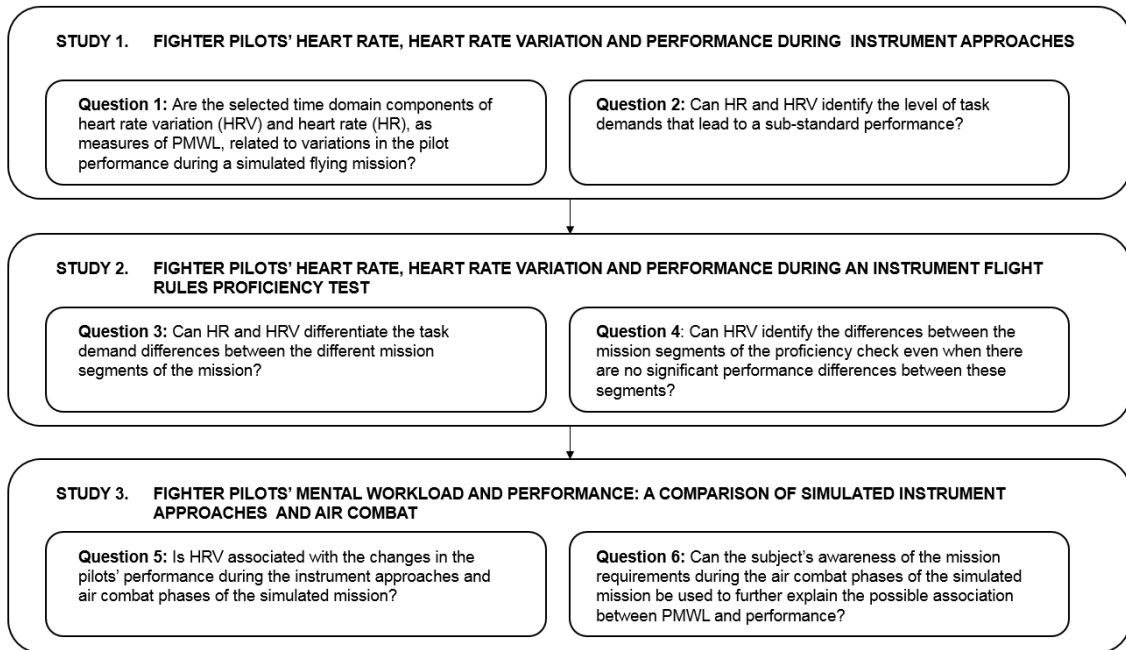 STUDY 1. FIGHTER PILOTS' HEART RATE, HEART RATE VARIATION AND PERFORMANCE DURING INSTRUMENT APPROACHES
Question 1: Are the selected time domain components of
heart rate variation (HRV) and heart rate (HR), as
measures of PMWL, related to variations in the pilot
performance during a simulated flying mission?
Question 2: Can HR and HRV identify the level of task
demands that lead to a sub-standard performance?
STUDY 2. FIGHTER PILOTS' HEART RATE, HEART RATE VARIATION AND PERFORMANCE DURING AN INSTRUMENT FLIGHT
RULES PROFICIENCY TEST
Question 3: Can HR and HRV differentiate the task
demand differences between the different mission
segments of the mission?
Question 4: Can HRV identify the differences between the
mission segments of the proficiency check even when there
are no significant performance differences between these
segments?
STUDY 3. FIGHTER PILOTS' MENTAL WORKLOAD AND PERFORMANCE: A COMPARISON OF SIMULATED INSTRUMENT
APPROACHES AND AIR COMBAT
Question 5: Is HRV associated with the changes in the
pilots' performance during the instrument approaches and
air combat phases of the simulated mission?
Question 6: Can the subject's awareness of the mission
requirements during the air combat phases of the simulated
mission be used to further explain the possible association
between PMWL and performance?